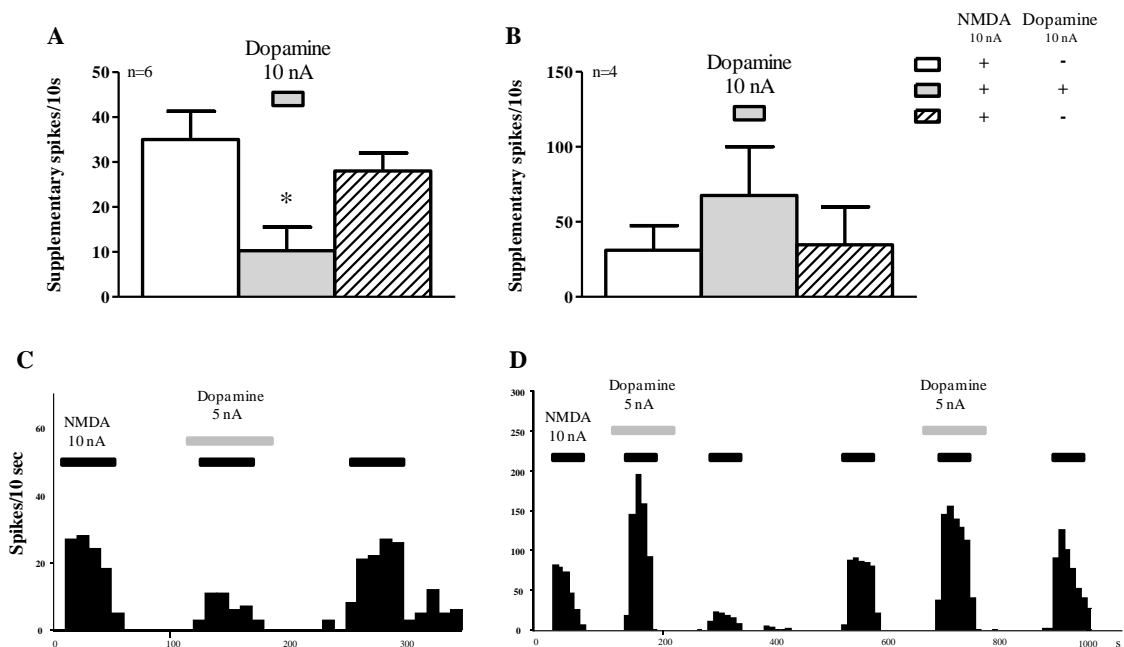 A
Dopamine
10 nA
n=6
Supplementary spikes/10s
50
40
30
20
10
0
*
B
Dopamine
10 nA
n=4
Supplementary spikes/10s
150
100
50
0
NMDA Dopamine
10 nA 10 nA
+ -
+ +
+ -
C
Dopamine
5 nA
NMDA
10 nA
Spikes/10 sec
60
40
20
0
0 100 200 300
D
Dopamine
5 nA
Dopamine
5 nA
NMDA
10 nA
300
250
200
150
100
50
0
0 200 400 600 800 1000 s